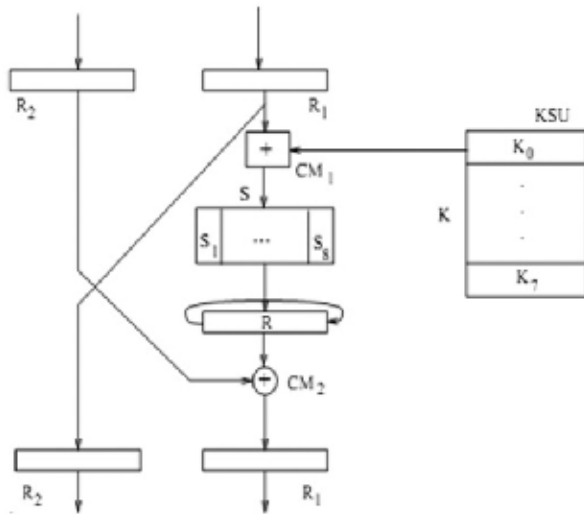 R2
R1
KSU
+
K0
CM1
S
K
S1
...
S8
K7
R
+
CM2
R2
R1